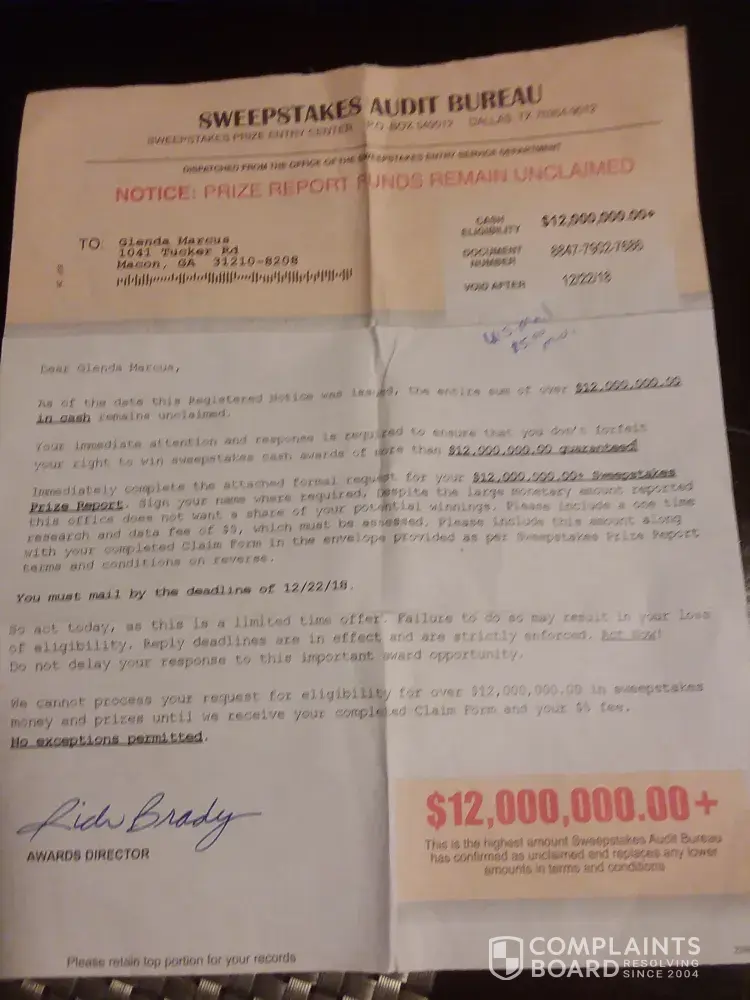 SWEEPSTAKES AUDIT BUREAU
SWEEPSTAKES PRIZE ENTRY CENTER P.O. BOX DALLAS, TX
DISPATCHED FROM THE OFFICE OF THE SWEEPSTAKES ENTRY SERVICE DEPARTMENT
NOTICE: PRIZE REPORT FUNDS REMAIN UNCLAIMED
CASH ELIGIBILITY $12,000,000.00+
TO: Glenda Marcus
1041 Tucker Rd
Macon, GA 31210-8208
DOCUMENT NUMBER 8847-7902-7886
VOID AFTER 12/22/18
Dear Glenda Marcus,
As of the date this Registered Notice was issued, the entire sum of over $12,000,000.00
in cash remains unclaimed.
Your immediate attention and response is required to ensure that you don't forfeit
your right to win sweepstakes cash awards of more than $12,000,000.00 guaranteed!
Immediately complete the attached formal request for your $12,000,000.00+ Sweepstakes
Prize Report. Sign your name where required. Despite the large monetary amount reported
this office does not want a share of your potential winnings. Please include a one time
research and data fee of $5, which must be assessed. Please include this amount along
with your completed Claim Form in the envelope provided as per Sweepstakes Prize Report
terms and conditions on reverse.
You must mail by the deadline of 12/22/18.
So act today, as this is a limited time offer. Failure to do so may result in your loss
of eligibility. Reply deadlines are in effect and are strictly enforced. Act Now!
Do not delay your response to this important award opportunity.
We cannot process your request for eligibility for over $12,000,000.00 in sweepstakes
money and prizes until we receive your completed Claim Form and your $5 fee.
No exceptions permitted.
Rich Brady
AWARDS DIRECTOR
$12,000,000.00+
This is the highest amount Sweepstakes Audit Bureau
has confirmed as unclaimed and replaces any lower
amounts in terms and conditions
Please retain top portion for your records
COMPLAINTS
BOARD RESOLVING
SINCE 2004